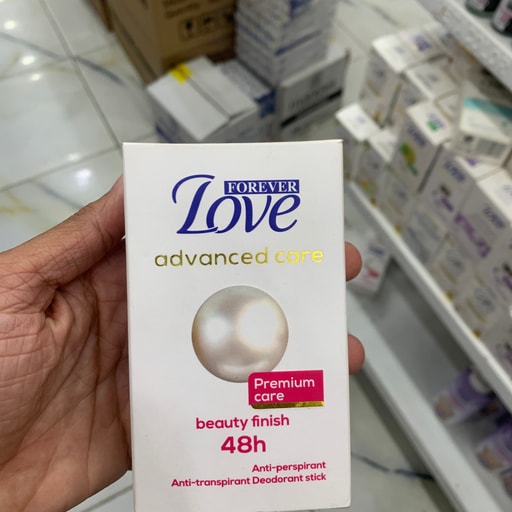 FOREVER
Love
advanced care
Premium
care
beauty finish
48h
Anti-perspirant
Anti-transpirant Deodorant stick